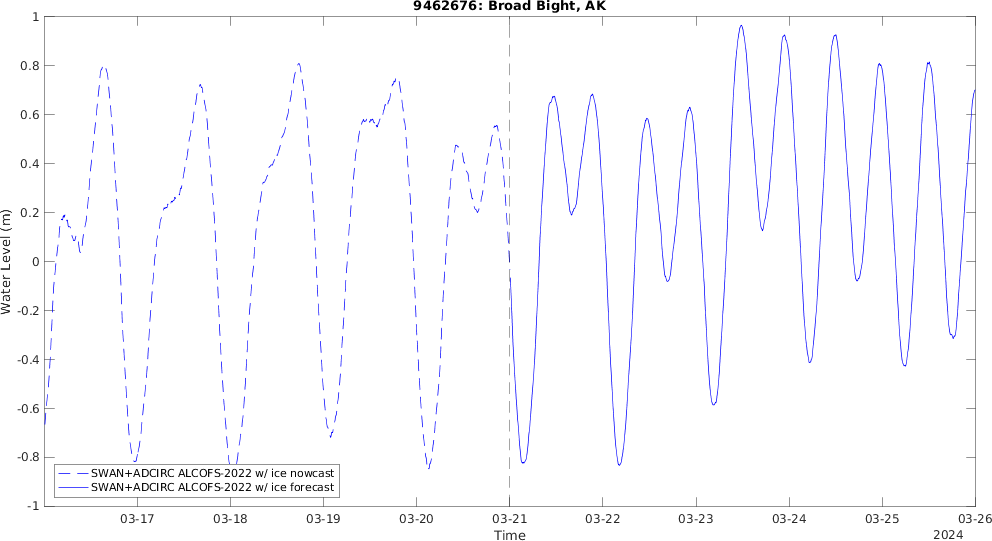 9462676: Broad Bight, AK
1
0.8
0.6
0.4
0.2
0
-0.2
-0.4
-0.6
-0.8
-1
Water Level (m)
SWAN+ADCIRC ALCOFS-2022 w/ ice nowcast
SWAN+ADCIRC ALCOFS-2022 w/ ice forecast
03-17 03-18 03-19 03-20 03-21 03-22 03-23 03-24 03-25 03-26
Time
2024